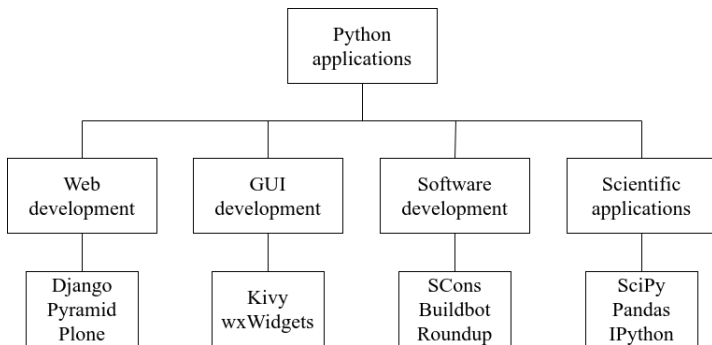 Python
applications
Web
development
GUI
development
Software
development
Scientific
applications
Django
Pyramid
Plone
Kivy
wxWidgets
SCons
Buildbot
Roundup
SciPy
Pandas
IPython